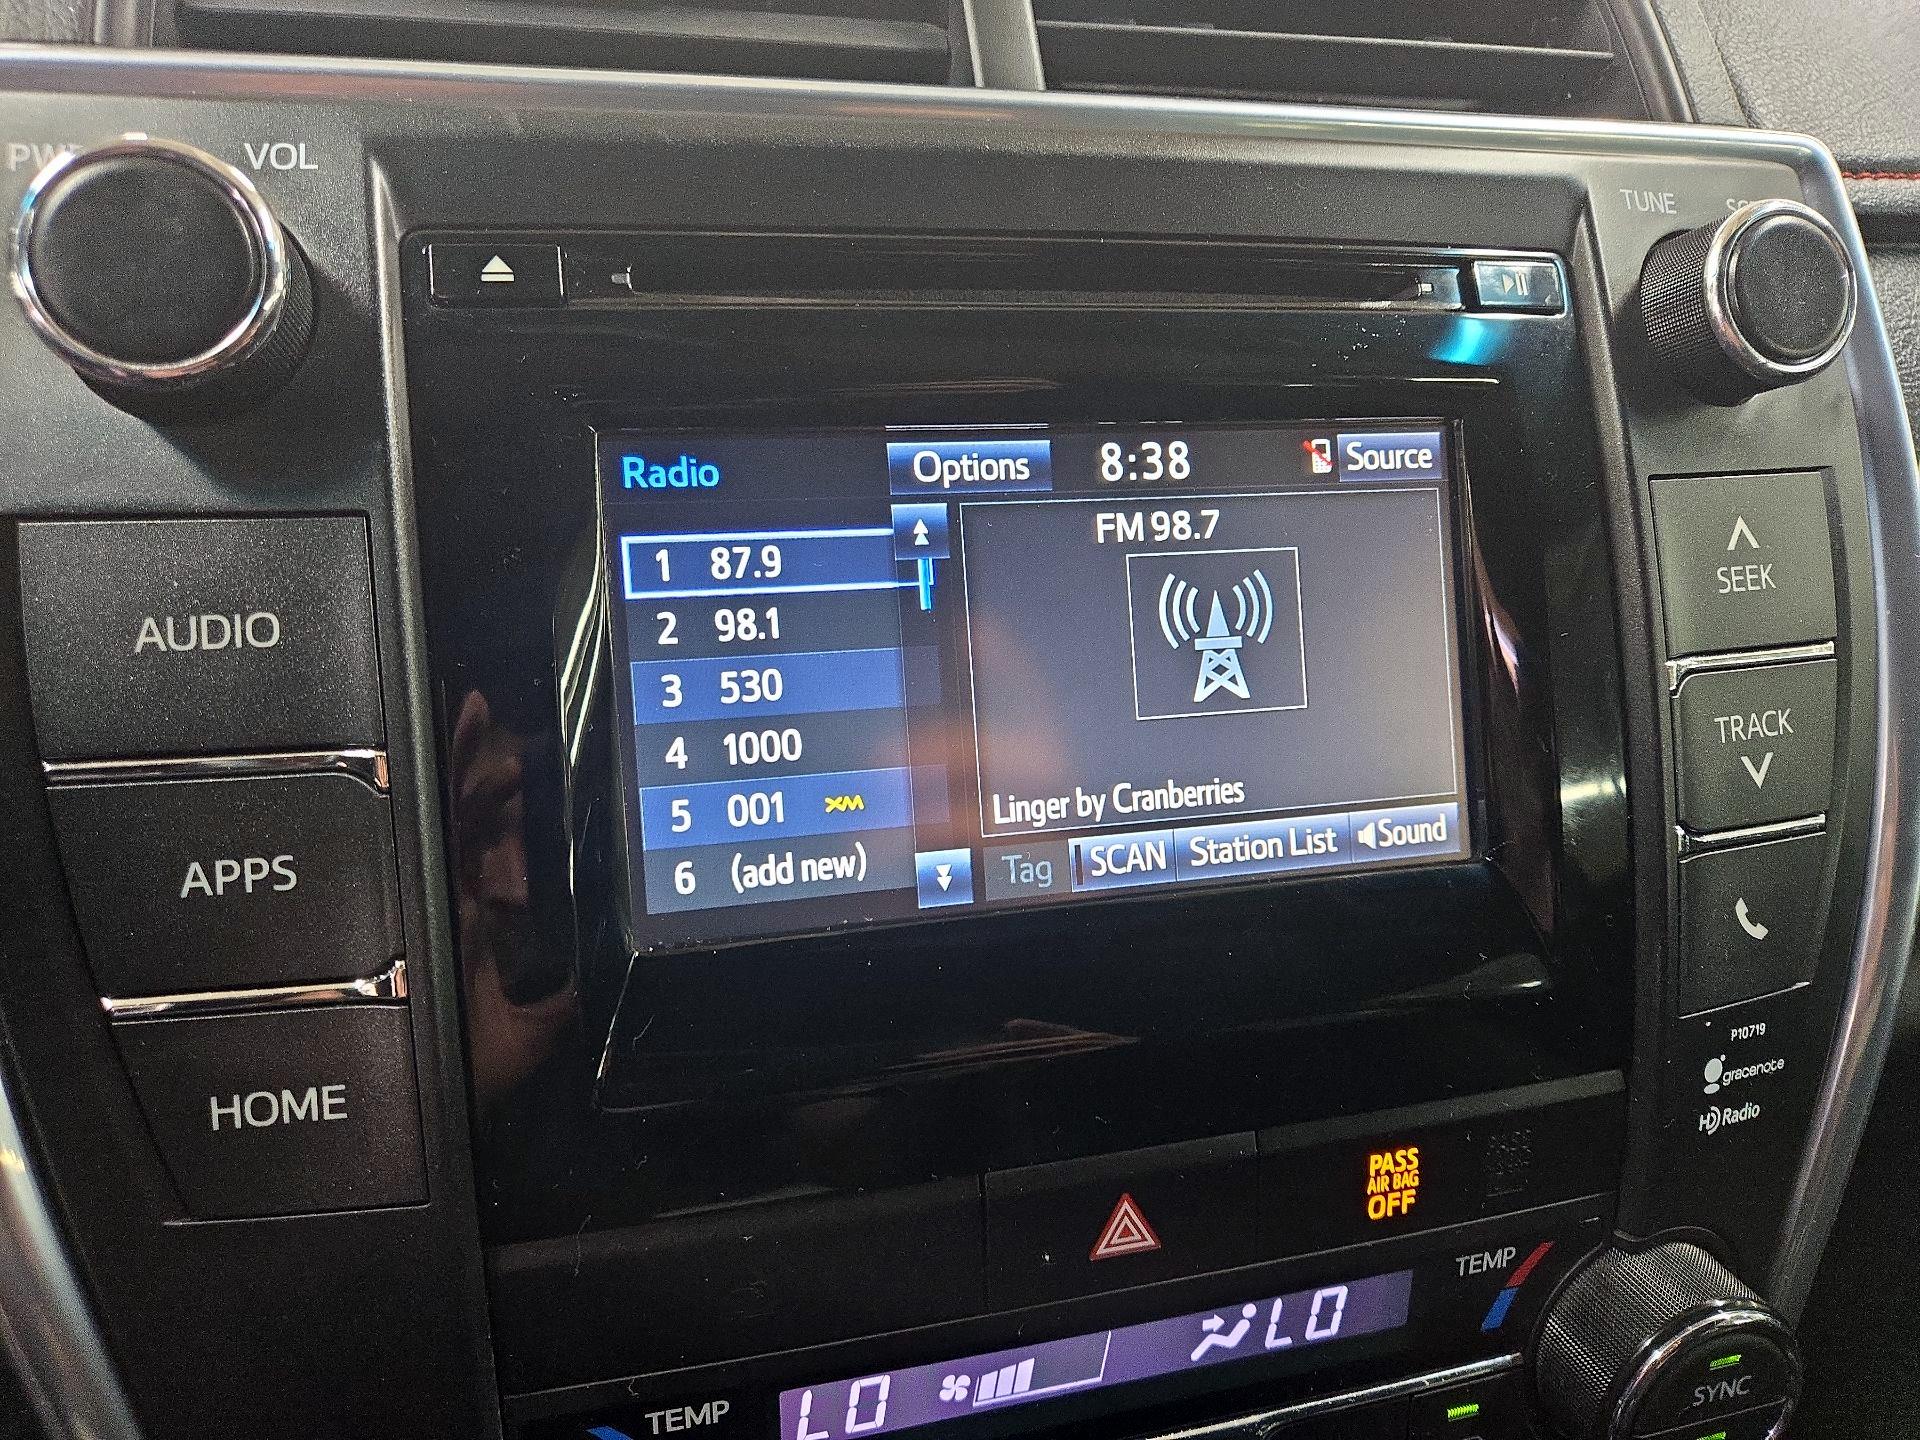 VOL
TUNE
Radio
Options
8:38
Source
FM 98.7
1 87.9
2 98.1
3 530
4 1000
5 001 XM
6 (add new)
Linger by Cranberries
Tag
SCAN
Station List
Sound
AUDIO
APPS
HOME
SEEK
TRACK
P10719
gracenote
HD Radio
PASS
AIR BAG
OFF
TEMP
LO
TEMP
LO
SYNC